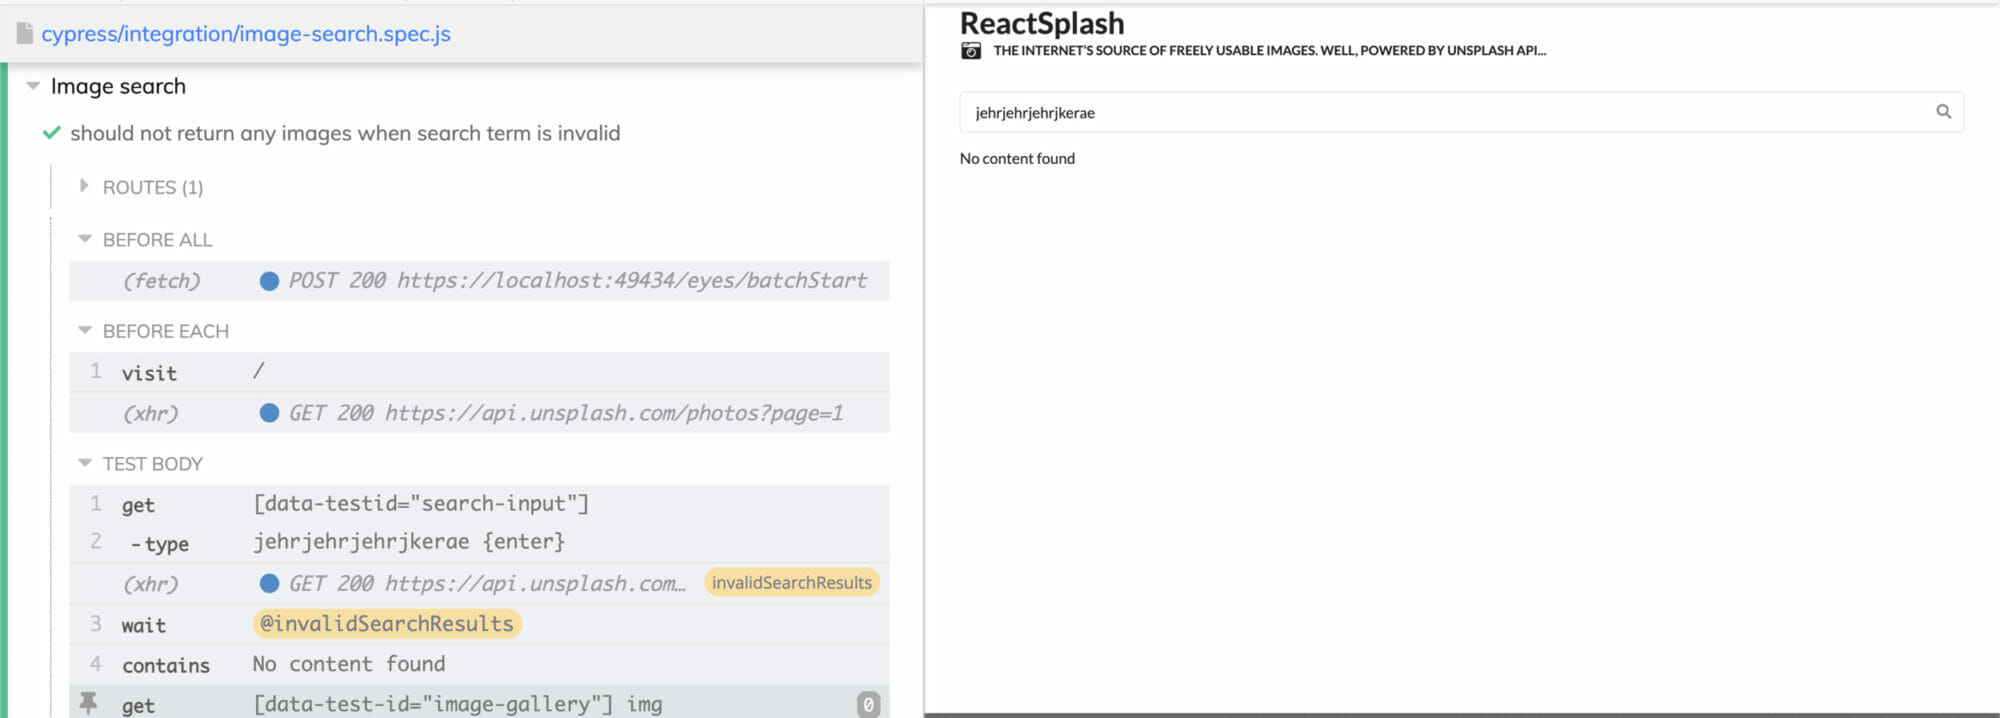 cypress/integration/image-search.spec.js
Image search
should not return any images when search term is invalid
ROUTES (1)
BEFORE ALL
(fetch) POST 200 https://localhost:49434/eyes/batchStart
BEFORE EACH
1 visit /
(xhr) GET 200 https://api.unsplash.com/photos?page=1
TEST BODY
1 get [data-testid="search-input"]
2 -type jehrjehrjehrjkerae {enter}
(xhr) GET 200 https://api.unsplash.com… invalidSearchResults
3 wait @invalidSearchResults
4 contains No content found
get [data-test-id="image-gallery"] img 0
ReactSplash
THE INTERNET'S SOURCE OF FREELY USABLE IMAGES. WELL, POWERED BY UNSPLASH API...
jehrjehrjehrjkerae
No content found